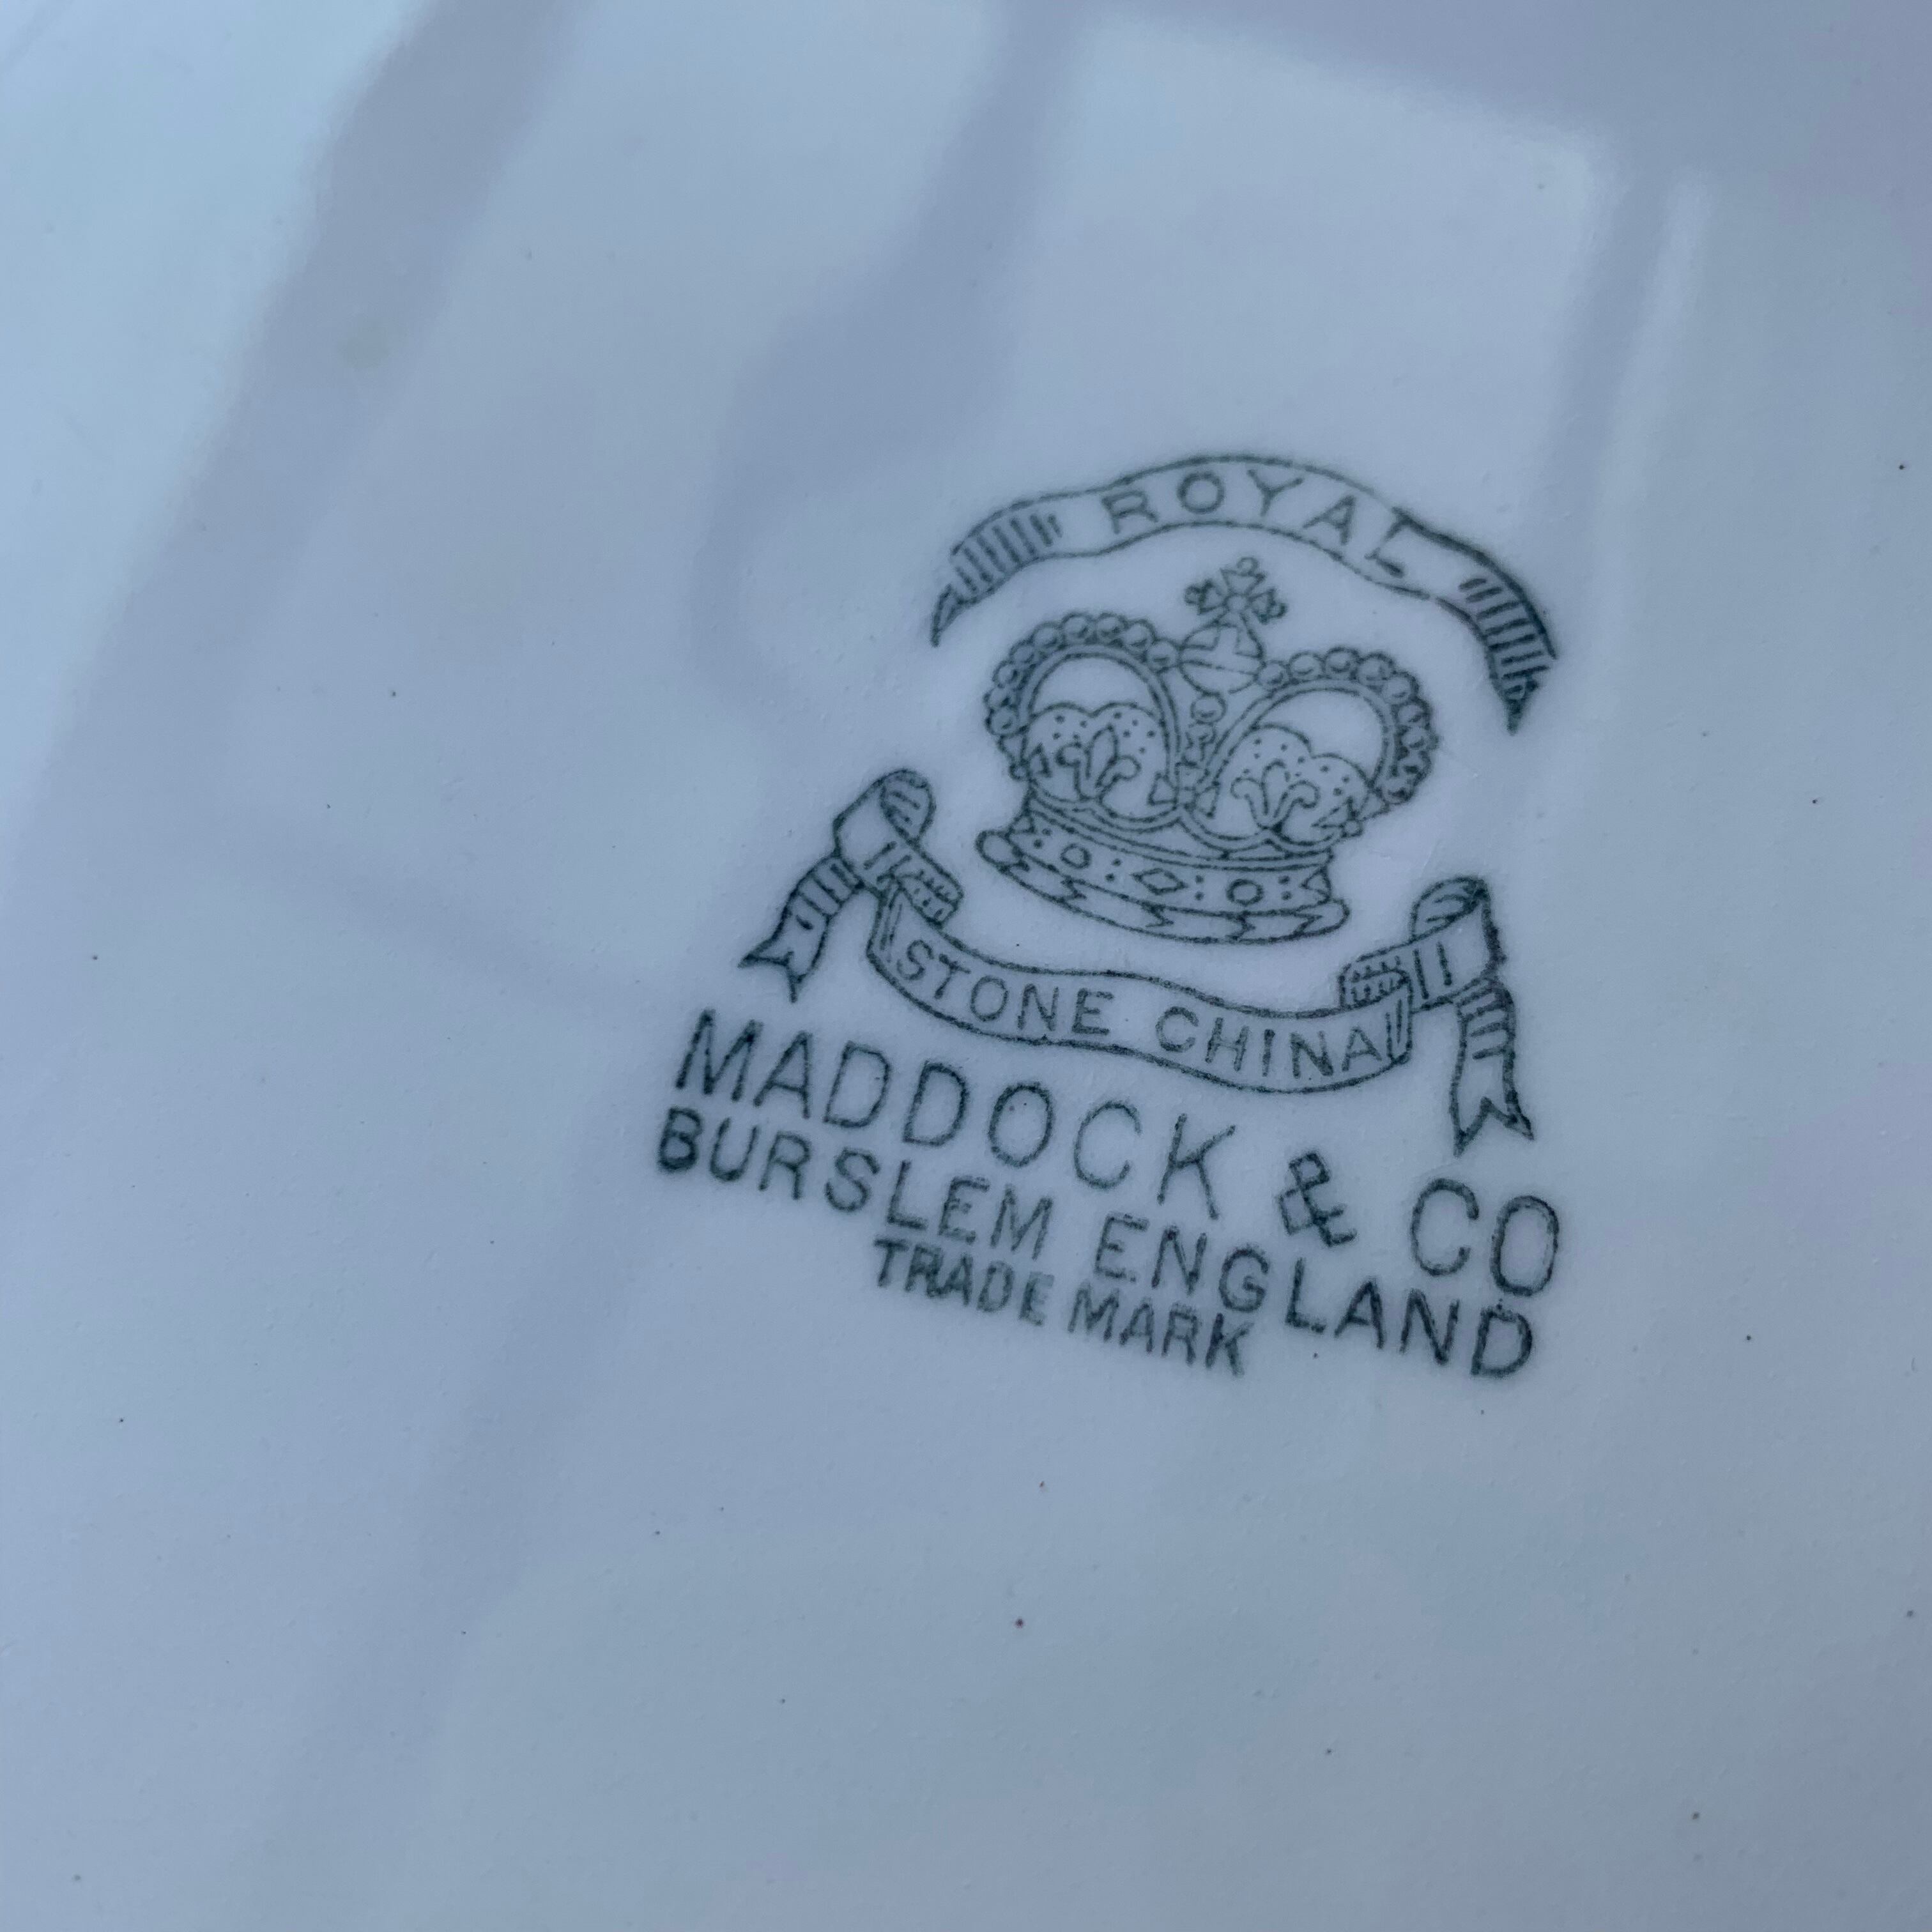 ROYAL
STONE CHINA
MADDOCK & CO
BURSLEM ENGLAND
TRADE MARK